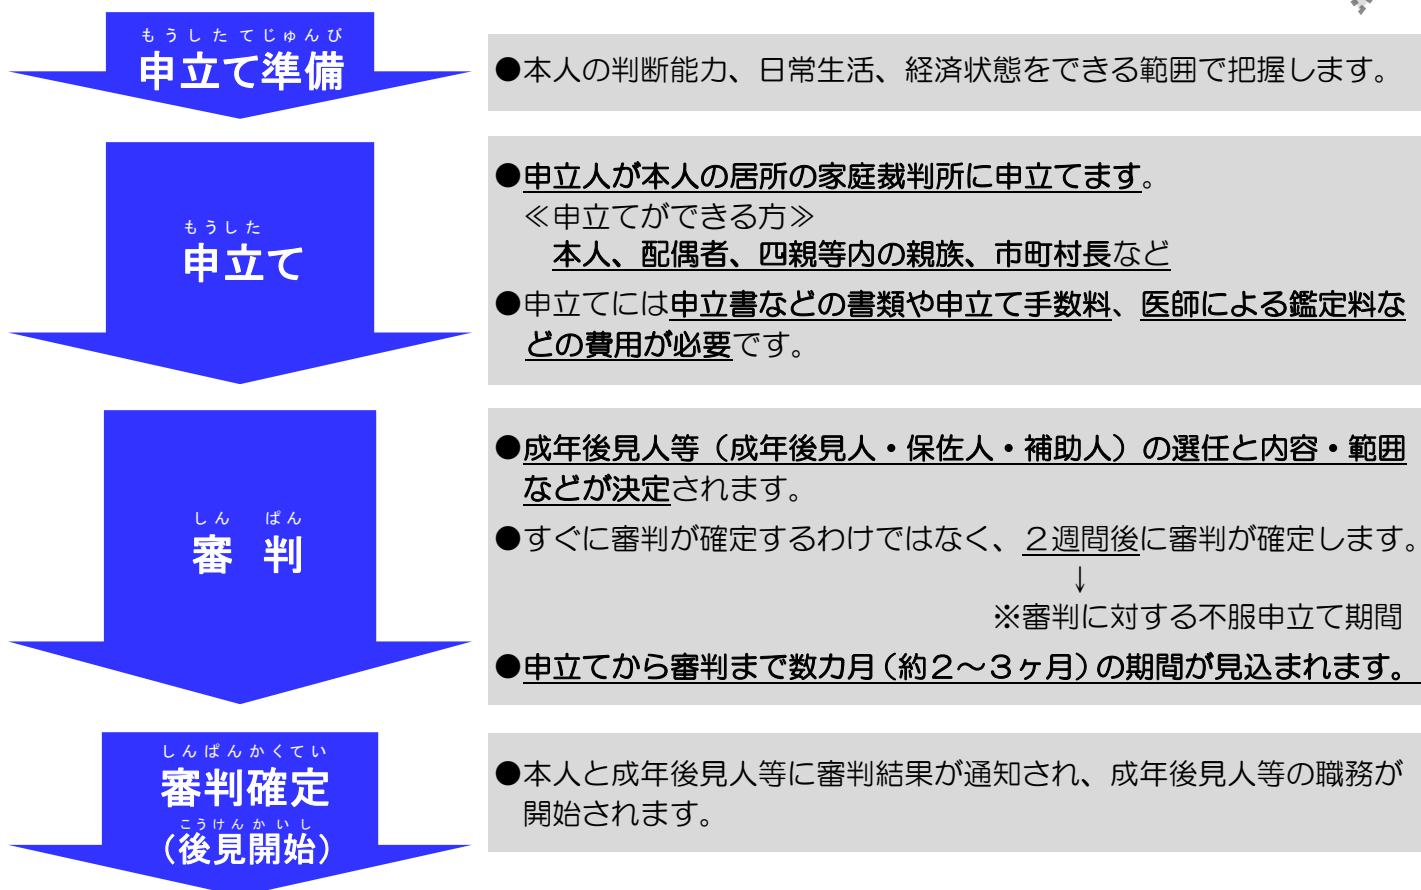 もうしたてじゅんび
申立て準備
●本人の判断能力、日常生活、経済状態をできる範囲で把握します。
もうした
申立て
●申立人が本人の居所の家庭裁判所に申立てます。
≪申立てができる方≫
本人、配偶者、四親等内の親族、市町村長など
●申立てには申立書などの書類や申立て手数料、医師による鑑定料な
どの費用が必要です。
しん ぱん
審 判
●成年後見人等（成年後見人・保佐人・補助人）の選任と内容・範囲
などが決定されます。
●すぐに審判が確定するわけではなく、２週間後に審判が確定します。
↓
※審判に対する不服申立て期間
●申立てから審判まで数カ月（約２～３ヶ月）の期間が見込まれます。
しんぱんかくてい
審判確定
こうけんかいし
（後見開始）
●本人と成年後見人等に審判結果が通知され、成年後見人等の職務が
開始されます。